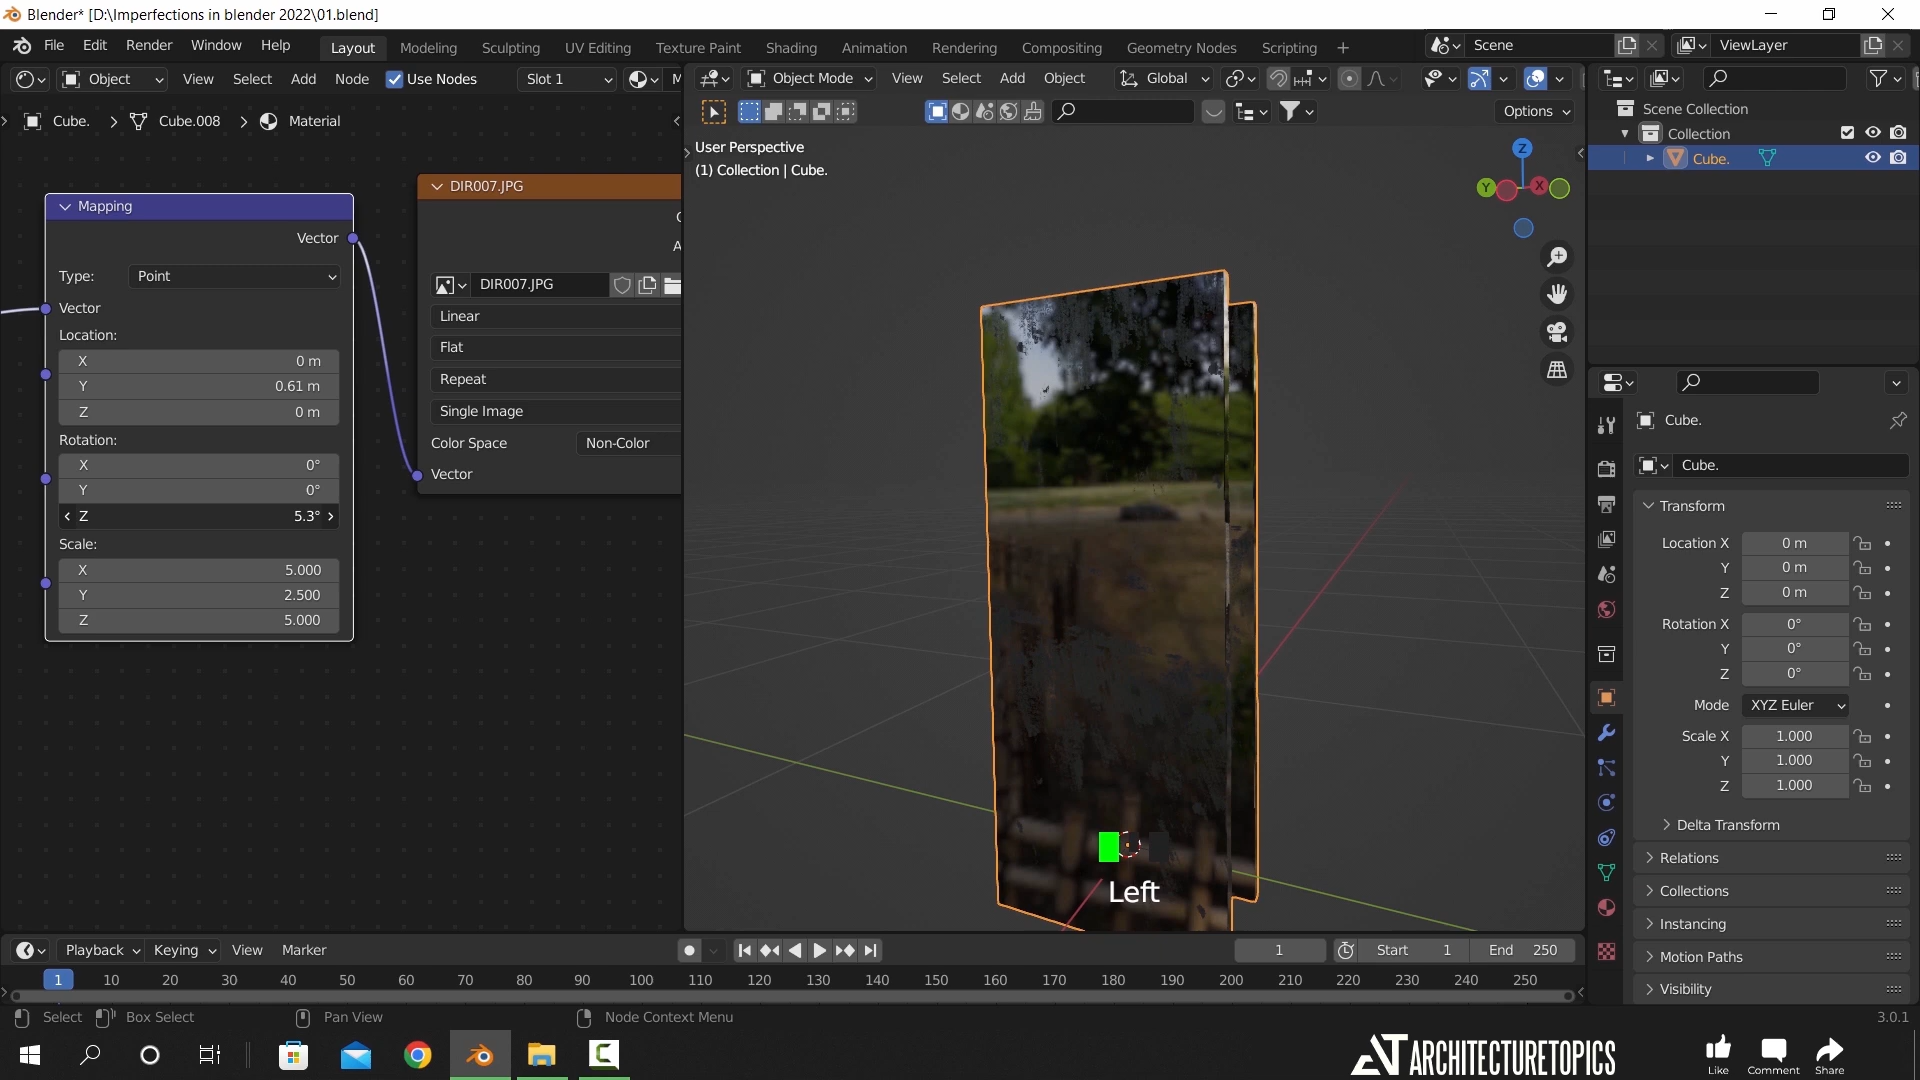 Blender* [D:\Imperfections in blender 2022\01.blend]
File Edit Render Window Help Layout Modeling Sculpting UV Editing Texture Paint Shading Animation Rendering Compositing Geometry Nodes Scripting + Scene ViewLayer
Object View Select Add Node Use Nodes Slot 1 M Object Mode View Select Add Object Global
Options
Cube. > Cube.008 > Material
User Perspective
(1) Collection | Cube.
Z
Y X
Scene Collection
Collection
Cube.
Mapping
Vector
Type: Point
Vector
Location:
X 0 m
Y 0.61 m
Z 0 m
Rotation:
X 0°
Y 0°
Z 5.3°
Scale:
X 5.000
Y 2.500
Z 5.000
DIR007.JPG
DIR007.JPG
Linear
Flat
Repeat
Single Image
Color Space Non-Color
Vector
Left
Cube.
Cube.
Transform
Location X 0 m
Y 0 m
Z 0 m
Rotation X 0°
Y 0°
Z 0°
Mode XYZ Euler
Scale X 1.000
Y 1.000
Z 1.000
Delta Transform
Relations
Collections
Instancing
Motion Paths
Visibility
Playback Keying View Marker 1 Start 1 End 250
1 10 20 30 40 50 60 70 80 90 100 110 120 130 140 150 160 170 180 190 200 210 220 230 240 250
Select Box Select Pan View Node Context Menu 3.0.1
ARCHITECTURETOPICS
Like Comment Share